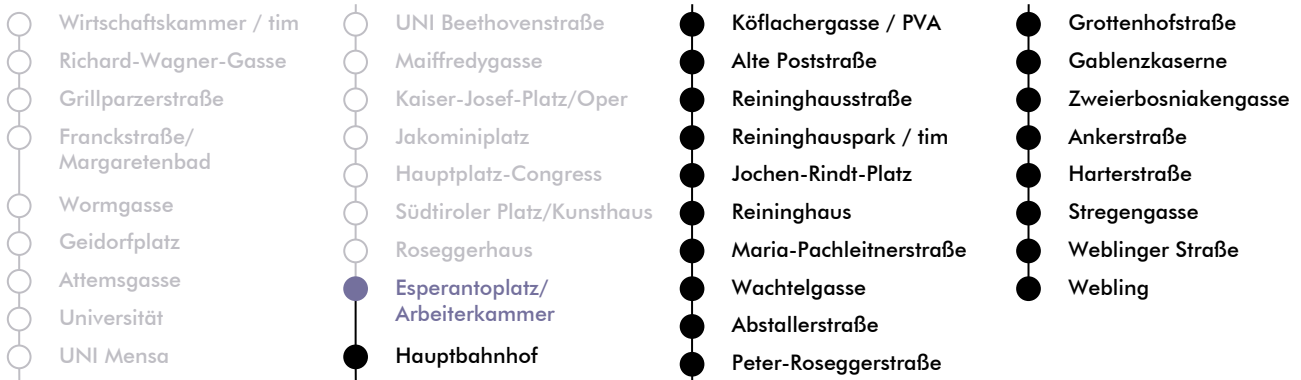 Wirtschaftskammer / tim
Richard-Wagner-Gasse
Grillparzerstraße
Franckstraße/
Margaretenbad
Wormgasse
Geidorfplatz
Attemsgasse
Universität
UNI Mensa
UNI Beethovenstraße
Maiffredygasse
Kaiser-Josef-Platz/Oper
Jakominiplatz
Hauptplatz-Congress
Südtiroler Platz/Kunsthaus
Roseggerhaus
Esperantoplatz/
Arbeiterkammer
Hauptbahnhof
Köflachergasse / PVA
Alte Poststraße
Reininghausstraße
Reininghauspark / tim
Jochen-Rindt-Platz
Reininghaus
Maria-Pachleitnerstraße
Wachtelgasse
Abstallerstraße
Peter-Roseggerstraße
Grottenhofstraße
Gablenzkaserne
Zweierbosniakengasse
Ankerstraße
Harterstraße
Stregengasse
Weblinger Straße
Webling